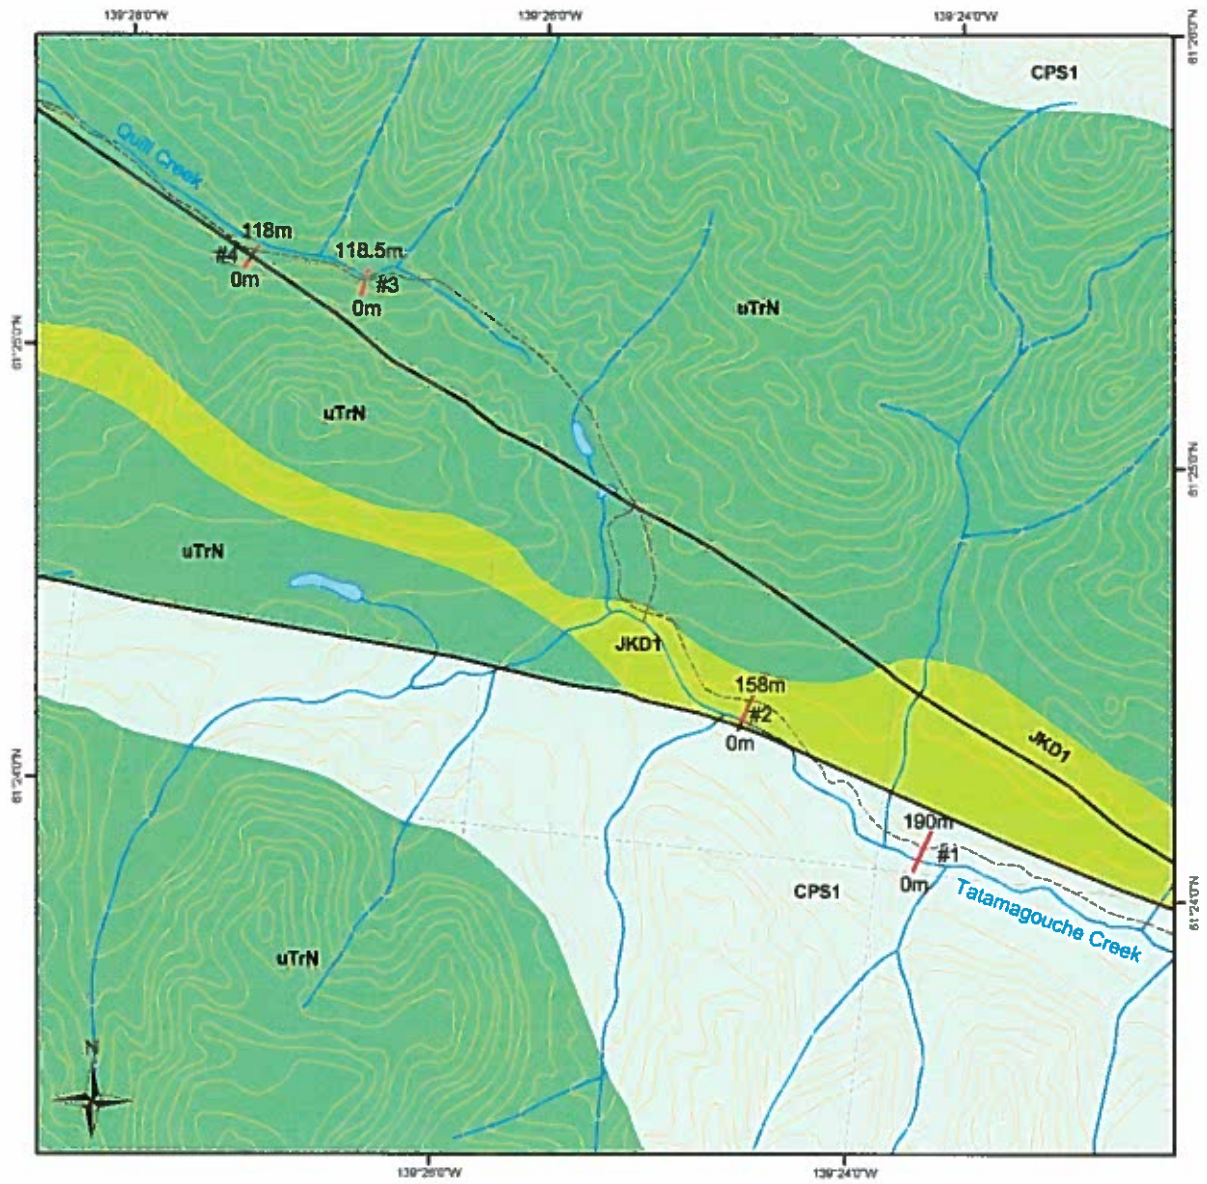 139°28'0"W
139°26'0"W
139°24'0"W
61°26'0"N
CPS1
Quill Creek
118m
#4
0m
118.5m
#3
0m
uTrN
61°25'0"N
uTrN
61°25'0"N
uTrN
JKD1
158m
#2
0m
JKD1
61°24'0"N
190m
#1
0m
CPS1
Tatamagouche Creek
61°24'0"N
uTrN
N
139°26'0"W
139°24'0"W